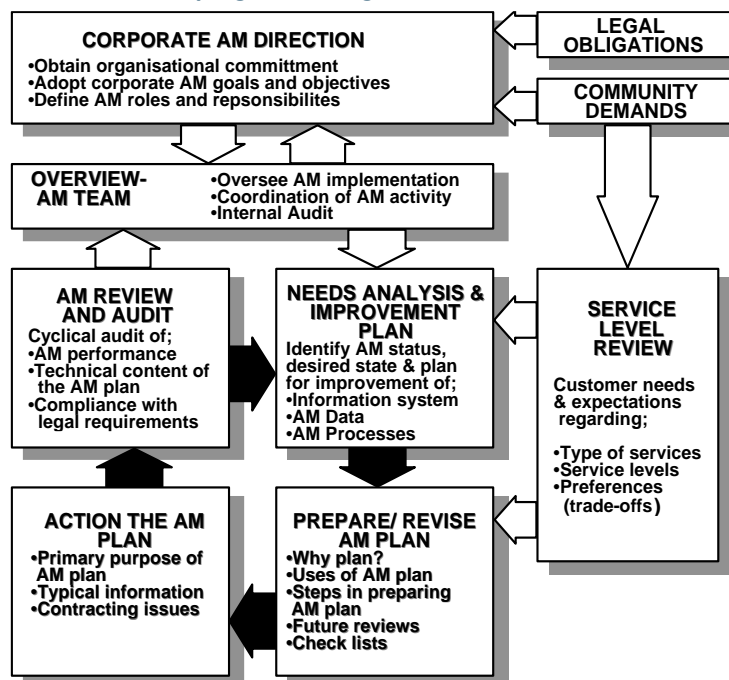 CORPORATE AM DIRECTION
•Obtain organisational committment
•Adopt corporate AM goals and objectives
•Define AM roles and repsonsibilites
LEGAL
OBLIGATIONS
COMMUNITY
DEMANDS
OVERVIEW-
AM TEAM
•Oversee AM implementation
•Coordination of AM activity
•Internal Audit
AM REVIEW
AND AUDIT
Cyclical audit of;
•AM performance
•Technical content of
the AM plan
•Compliance with
legal requirements
NEEDS ANALYSIS &
IMPROVEMENT
PLAN
Identify AM status,
desired state & plan
for improvement of;
•Information system
•AM Data
•AM Processes
SERVICE
LEVEL
REVIEW
Customer needs
& expectations
regarding;
•Type of services
•Service levels
•Preferences
(trade-offs)
ACTION THE AM
PLAN
•Primary purpose of
AM plan
•Typical information
•Contracting issues
PREPARE/ REVISE
AM PLAN
•Why plan?
•Uses of AM plan
•Steps in preparing
AM plan
•Future reviews
•Check lists